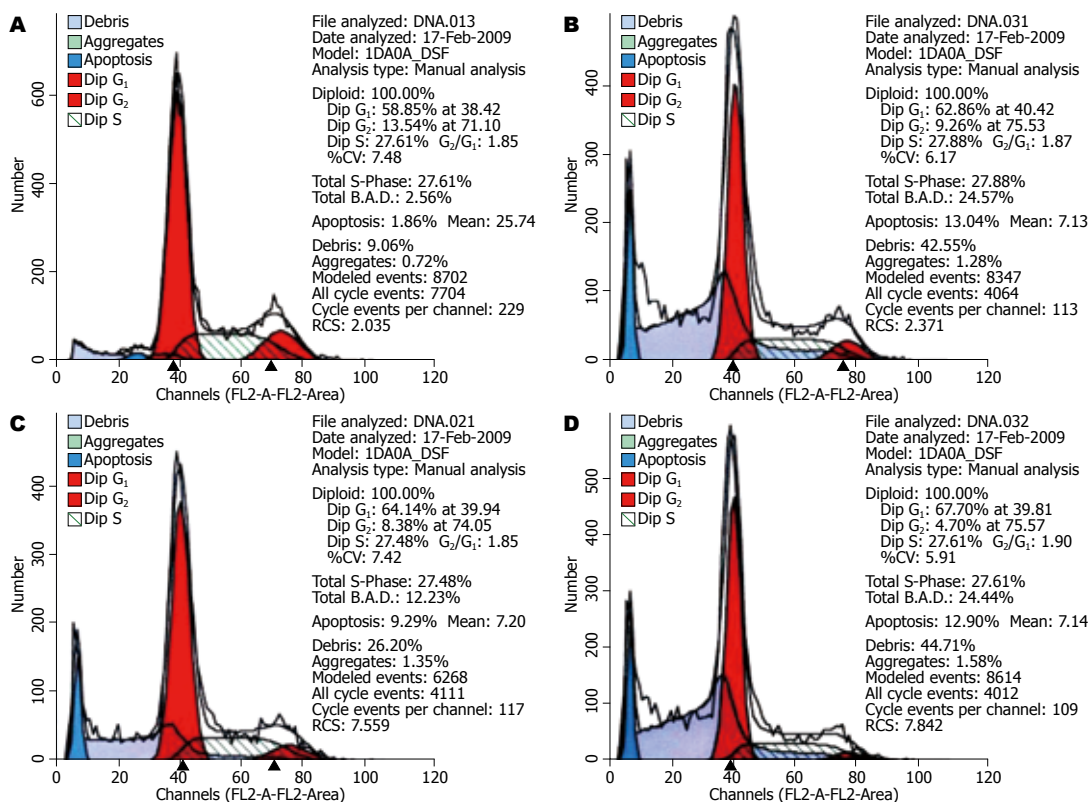 A
Debris
Aggregates
Apoptosis
Dip G₁
Dip G₂
Dip S
File analyzed: DNA.013
Date analyzed: 17-Feb-2009
Model: 1DA0A_DSF
Analysis type: Manual analysis
Diploid: 100.00%
Dip G₁: 58.85% at 38.42
Dip G₂: 13.54% at 71.10
Dip S: 27.61% G₂/G₁: 1.85
%CV: 7.48
Total S-Phase: 27.61%
Total B.A.D.: 2.56%
Apoptosis: 1.86% Mean: 25.74
Debris: 9.06%
Aggregates: 0.72%
Modeled events: 8702
All cycle events: 7704
Cycle events per channel: 229
RCS: 2.035
Number
600
400
200
0
0 20 40 60 80 100 120
Channels (FL2-A-FL2-Area)
B
Debris
Aggregates
Apoptosis
Dip G₁
Dip G₂
Dip S
File analyzed: DNA.031
Date analyzed: 17-Feb-2009
Model: 1DA0A_DSF
Analysis type: Manual analysis
Diploid: 100.00%
Dip G₁: 62.86% at 40.42
Dip G₂: 9.26% at 75.53
Dip S: 27.88% G₂/G₁: 1.87
%CV: 6.17
Total S-Phase: 27.88%
Total B.A.D.: 24.57%
Apoptosis: 13.04% Mean: 7.13
Debris: 42.55%
Aggregates: 1.28%
Modeled events: 8347
All cycle events: 4064
Cycle events per channel: 113
RCS: 2.371
Number
400
300
200
100
0
0 20 40 60 80 100 120
Channels (FL2-A-FL2-Area)
C
Debris
Aggregates
Apoptosis
Dip G₁
Dip G₂
Dip S
File analyzed: DNA.021
Date analyzed: 17-Feb-2009
Model: 1DA0A_DSF
Analysis type: Manual analysis
Diploid: 100.00%
Dip G₁: 64.14% at 39.94
Dip G₂: 8.38% at 74.05
Dip S: 27.48% G₂/G₁: 1.85
%CV: 7.42
Total S-Phase: 27.48%
Total B.A.D.: 12.23%
Apoptosis: 9.29% Mean: 7.20
Debris: 26.20%
Aggregates: 1.35%
Modeled events: 6268
All cycle events: 4111
Cycle events per channel: 117
RCS: 7.559
Number
400
300
200
100
0
0 20 40 60 80 100 120
Channels (FL2-A-FL2-Area)
D
Debris
Aggregates
Apoptosis
Dip G₁
Dip G₂
Dip S
File analyzed: DNA.032
Date analyzed: 17-Feb-2009
Model: 1DA0A_DSF
Analysis type: Manual analysis
Diploid: 100.00%
Dip G₁: 67.70% at 39.81
Dip G₂: 4.70% at 75.57
Dip S: 27.61% G₂/G₁: 1.90
%CV: 5.91
Total S-Phase: 27.61%
Total B.A.D.: 24.44%
Apoptosis: 12.90% Mean: 7.14
Debris: 44.71%
Aggregates: 1.58%
Modeled events: 8614
All cycle events: 4012
Cycle events per channel: 109
RCS: 7.842
Number
500
400
300
200
100
0
0 20 40 60 80 100 120
Channels (FL2-A-FL2-Area)